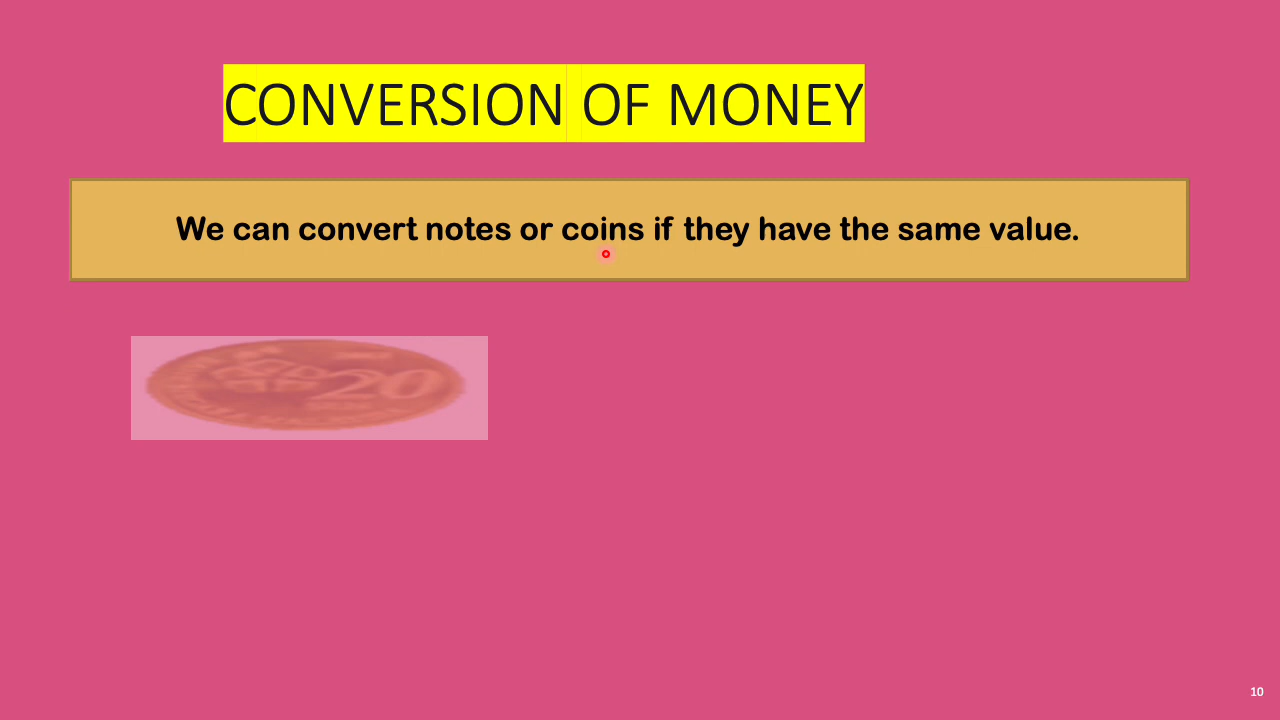 CONVERSION OF MONEY
We can convert notes or coins if they have the same value.
20
10